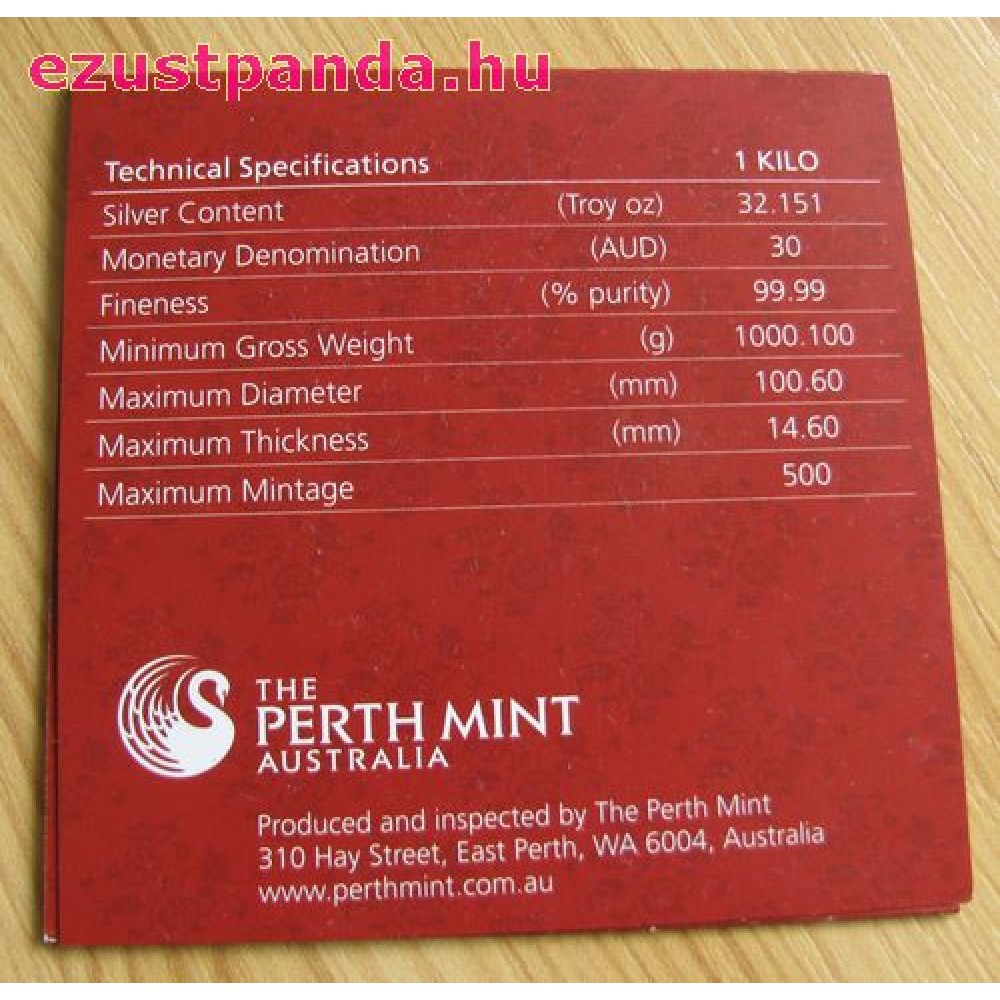 ezustpanda.hu
Technical Specifications 1 KILO
Silver Content (Troy oz) 32.151
Monetary Denomination (AUD) 30
Fineness (% purity) 99.99
Minimum Gross Weight (g) 1000.100
Maximum Diameter (mm) 100.60
Maximum Thickness (mm) 14.60
Maximum Mintage 500
THE
PERTH MINT
AUSTRALIA
Produced and inspected by The Perth Mint
310 Hay Street, East Perth, WA 6004, Australia
www.perthmint.com.au